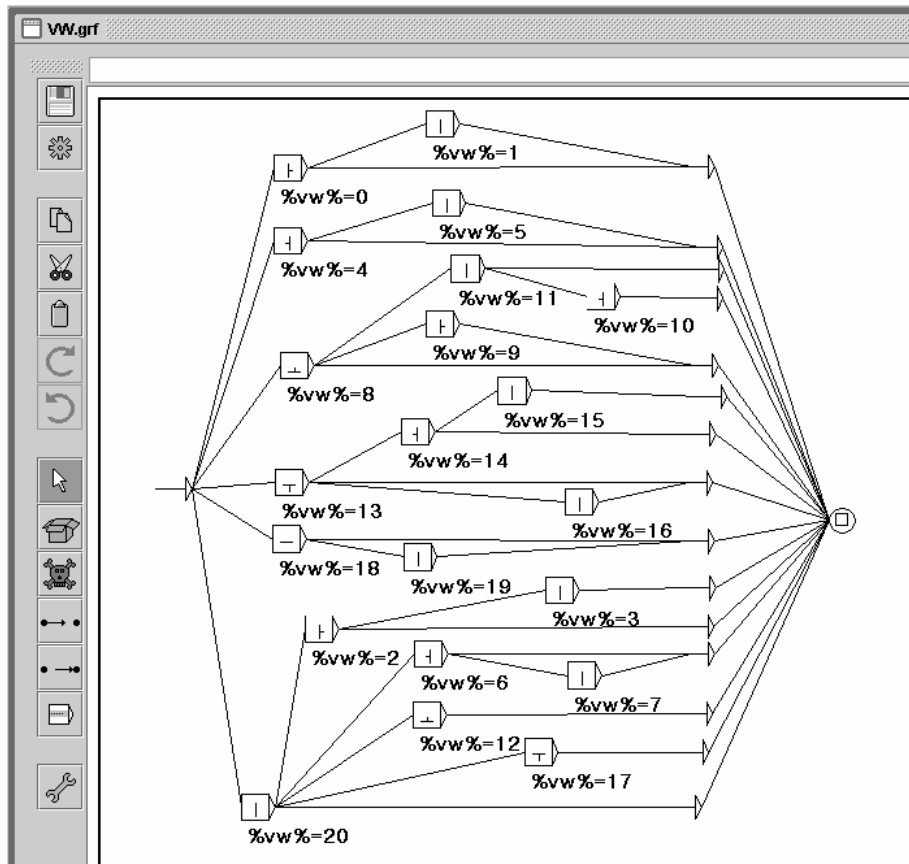 VW.grf
ㅣ
%vw%=1
ㅏ
%vw%=0
ㅣ
%vw%=5
ㅓ
%vw%=4
ㅣ
%vw%=11
ㅓ
%vw%=10
ㅏ
%vw%=9
ㅗ
%vw%=8
ㅣ
%vw%=15
ㅓ
%vw%=14
ㅜ
%vw%=13
ㅣ
%vw%=16
ㅡ
%vw%=18
ㅣ
%vw%=19
ㅣ
%vw%=3
ㅏ
%vw%=2
ㅓ
%vw%=6
ㅣ
%vw%=7
ㅗ
%vw%=12
ㅜ
%vw%=17
ㅣ
%vw%=20